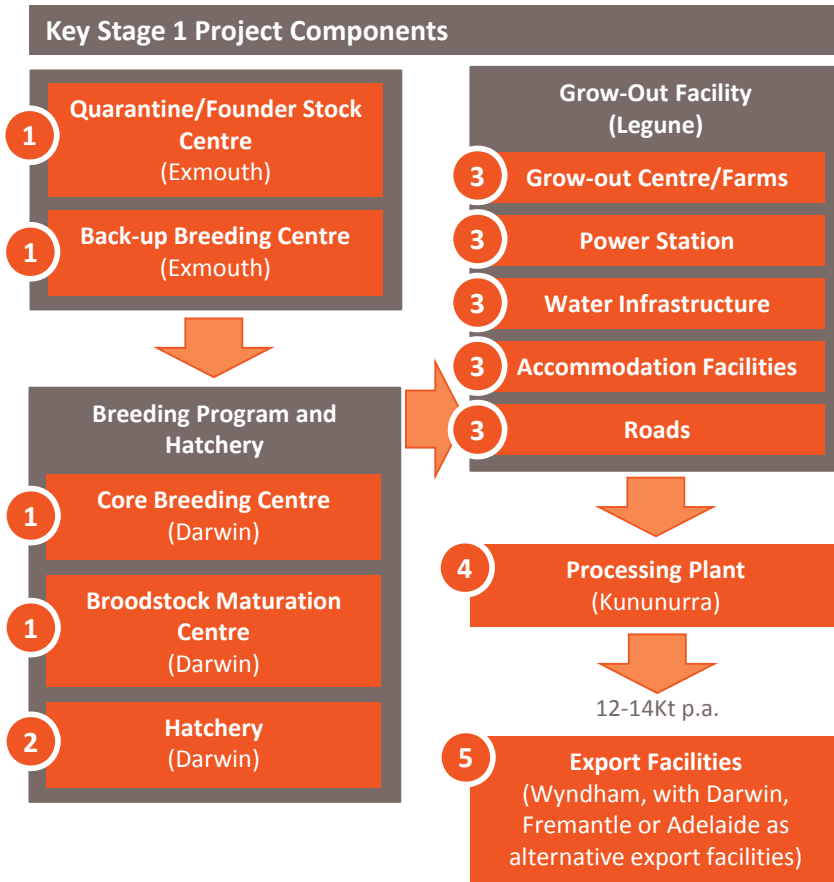 Key Stage 1 Project Components
1
Quarantine/Founder Stock
Centre
(Exmouth)
1
Back-up Breeding Centre
(Exmouth)
Breeding Program and
Hatchery
1
Core Breeding Centre
(Darwin)
1
Broodstock Maturation
Centre
(Darwin)
2
Hatchery
(Darwin)
Grow-Out Facility
(Legune)
3
Grow-out Centre/Farms
3
Power Station
3
Water Infrastructure
3
Accommodation Facilities
3
Roads
4
Processing Plant
(Kununurra)
12-14Kt p.a.
5
Export Facilities
(Wyndham, with Darwin,
Fremantle or Adelaide as
alternative export facilities)